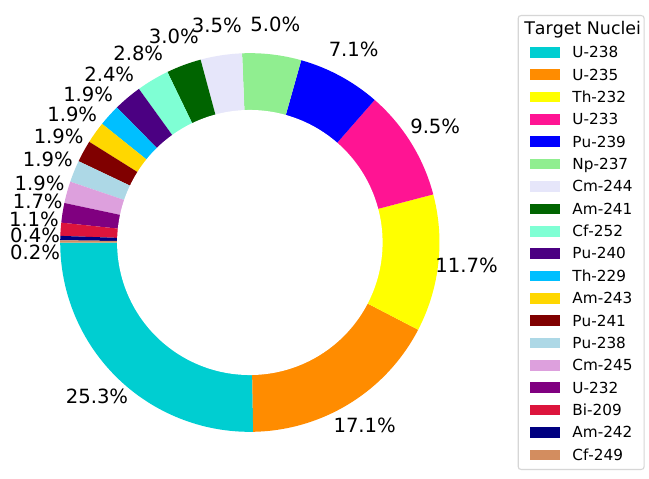 3.5%
5.0%
3.0%
7.1%
2.8%
2.4%
1.9%
9.5%
1.9%
1.9%
1.9%
1.9%
1.7%
1.1%
0.4%
0.2%
11.7%
25.3%
17.1%
Target Nuclei
U-238
U-235
Th-232
U-233
Pu-239
Np-237
Cm-244
Am-241
Cf-252
Pu-240
Th-229
Am-243
Pu-241
Pu-238
Cm-245
U-232
Bi-209
Am-242
Cf-249